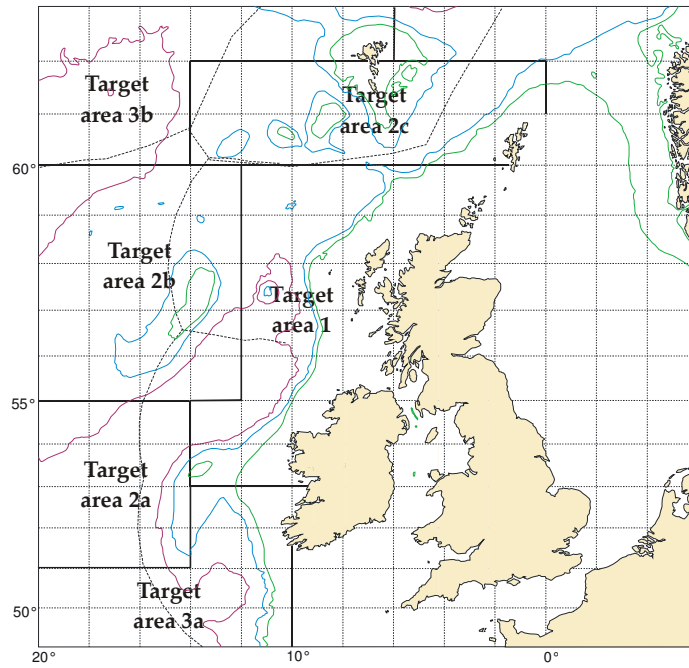 Target
area 3b
Target
area 2c
60°
Target
area 2b
Target
area 1
55°
Target
area 2a
Target
area 3a
50°
20°
10°
0°